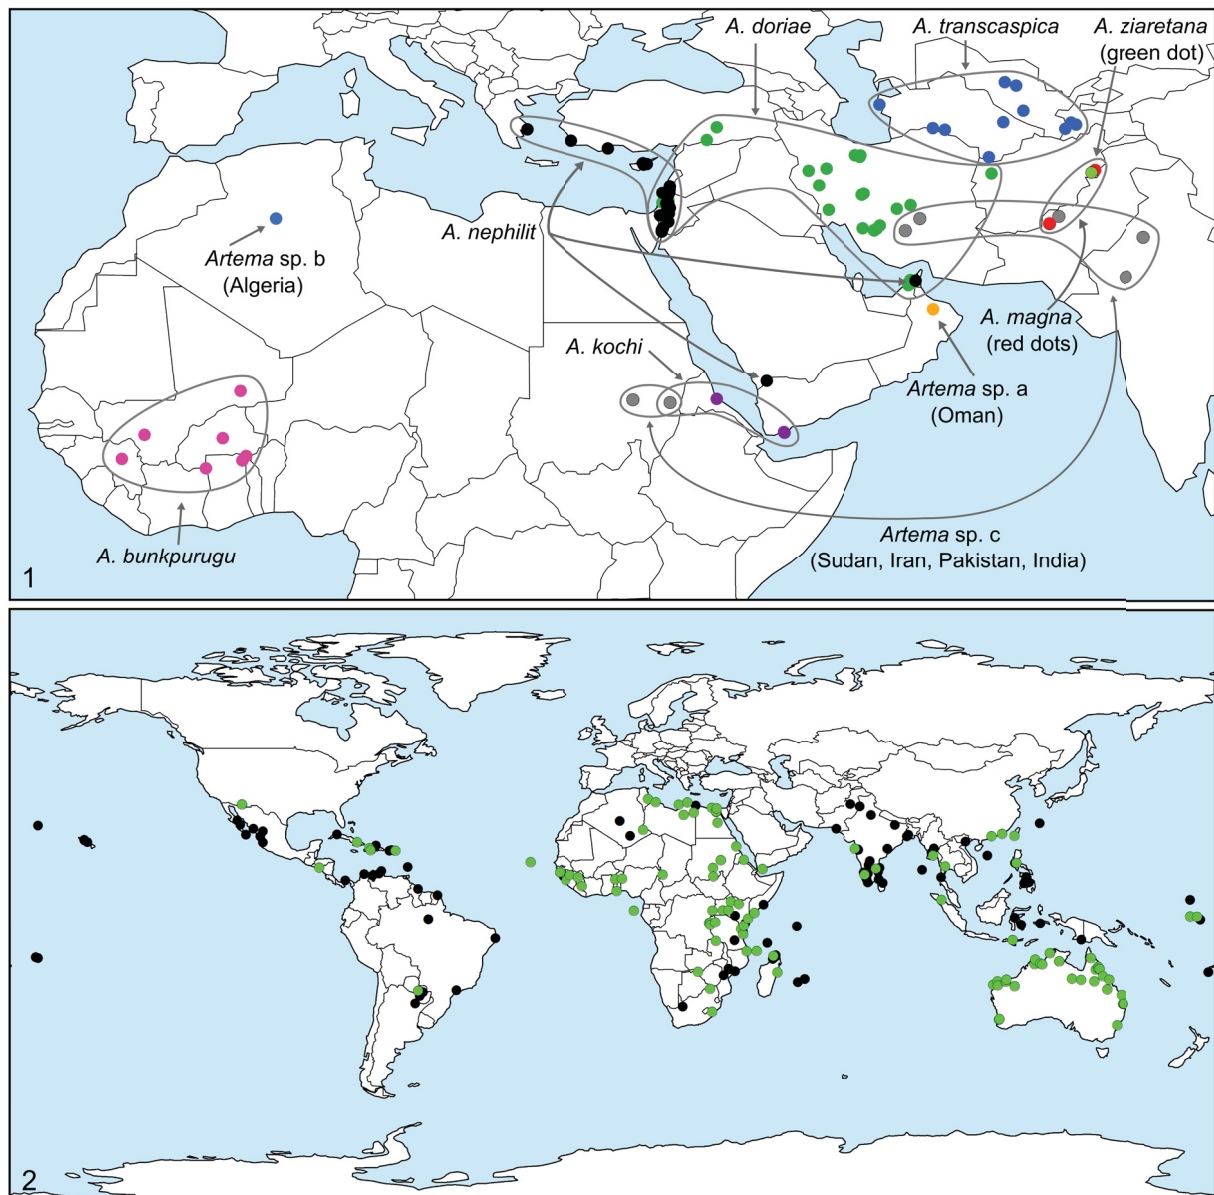 A. doriae
A. transcaspica
A. ziaretana
(green dot)
A. nephilit
Artema sp. b
(Algeria)
A. magna
(red dots)
A. kochi
Artema sp. a
(Oman)
Artema sp. c
(Sudan, Iran, Pakistan, India)
A. bunkpurugu
1
2